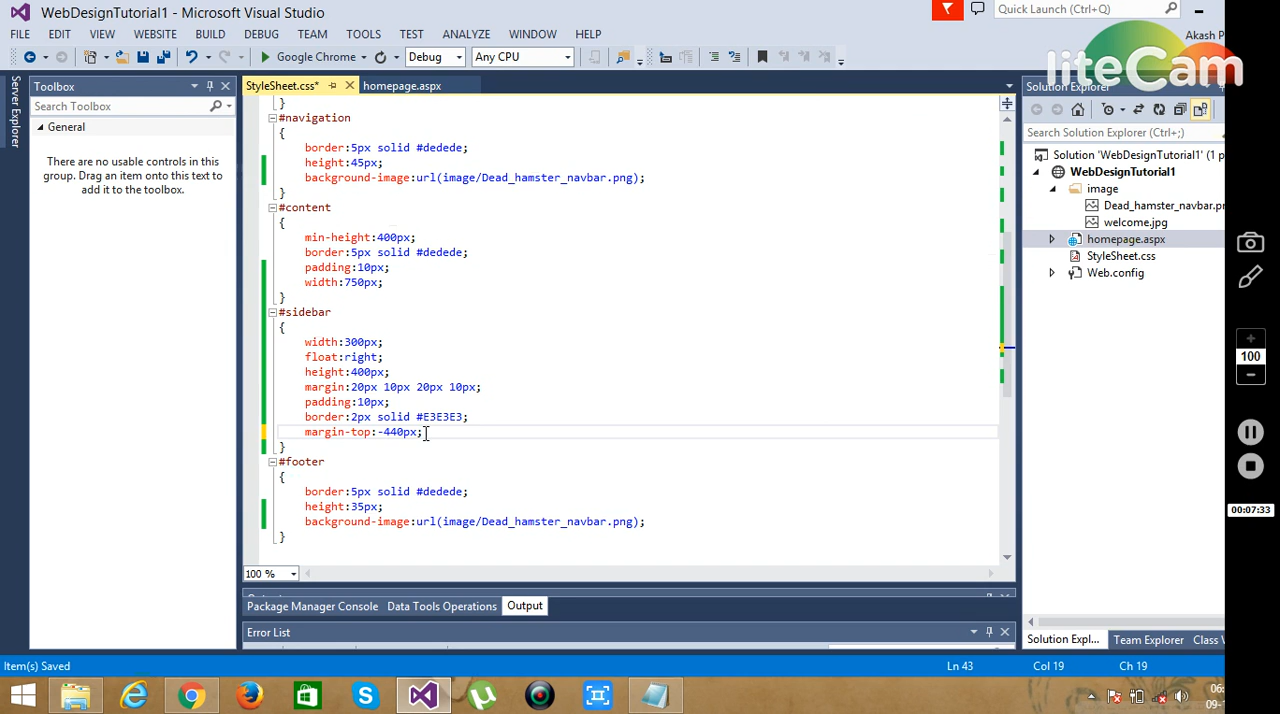 WebDesignTutorial1 - Microsoft Visual Studio
Quick Launch (Ctrl+Q)
FILE EDIT VIEW WEBSITE BUILD DEBUG TEAM TOOLS TEST ANALYZE WINDOW HELP
Akash P
Google Chrome Debug Any CPU
liteCam
Server Explorer
Toolbox
StyleSheet.css* homepage.aspx
Solution Explorer
Search Toolbox
General
There are no usable controls in this
group. Drag an item onto this text to
add it to the toolbox.
}
#navigation
{
border:5px solid #dedede;
height:45px;
background-image:url(image/Dead_hamster_navbar.png);
}
#content
{
min-height:400px;
border:5px solid #dedede;
padding:10px;
width:750px;
}
#sidebar
{
width:300px;
float:right;
height:400px;
margin:20px 10px 20px 10px;
padding:10px;
border:2px solid #E3E3E3;
margin-top:-440px;
}
#footer
{
border:5px solid #dedede;
height:35px;
background-image:url(image/Dead_hamster_navbar.png);
}
100 %
Search Solution Explorer (Ctrl+;)
Solution 'WebDesignTutorial1' (1 p
WebDesignTutorial1
image
Dead_hamster_navbar.pn
welcome.jpg
homepage.aspx
StyleSheet.css
Web.config
100
00:07:33
Package Manager Console Data Tools Operations Output
Error List
Solution Expl... Team Explorer Class V
Item(s) Saved Ln 43 Col 19 Ch 19
06:
09-1